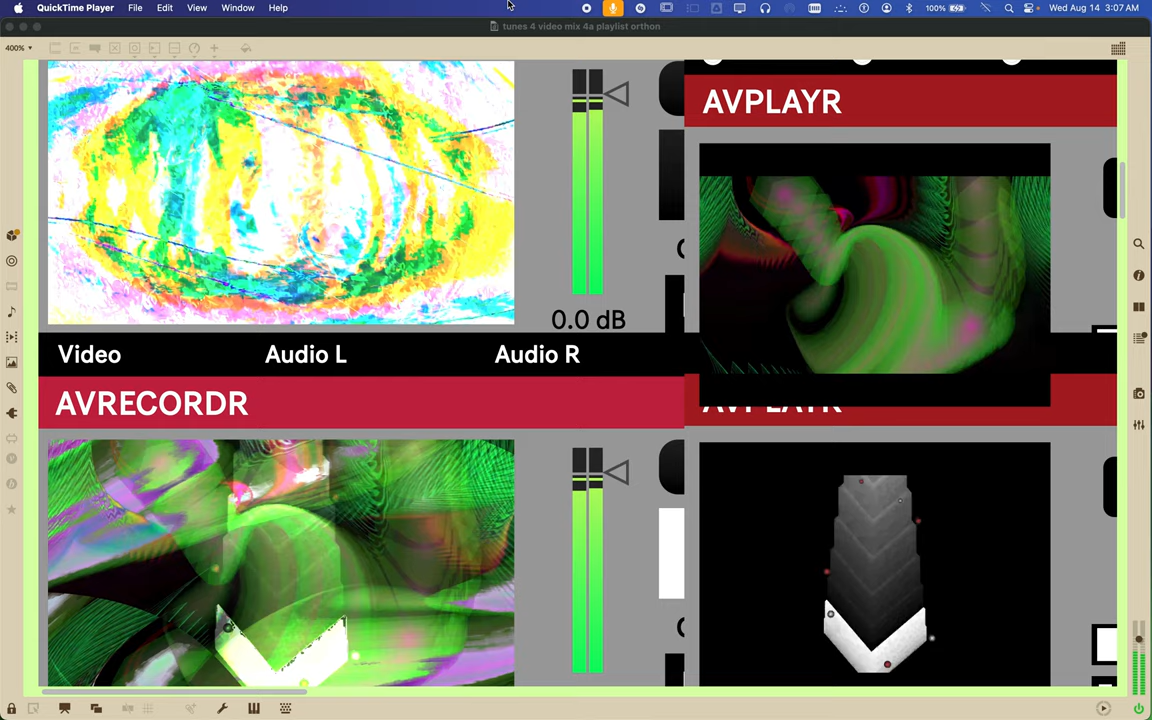 QuickTime Player File Edit View Window Help
100% Wed Aug 14 3:07 AM
tunes 4 video mix 4a playlist orthon
400%
AVPLAYR
0.0 dB
Video Audio L Audio R
AVRECORDR
AVPLAYR